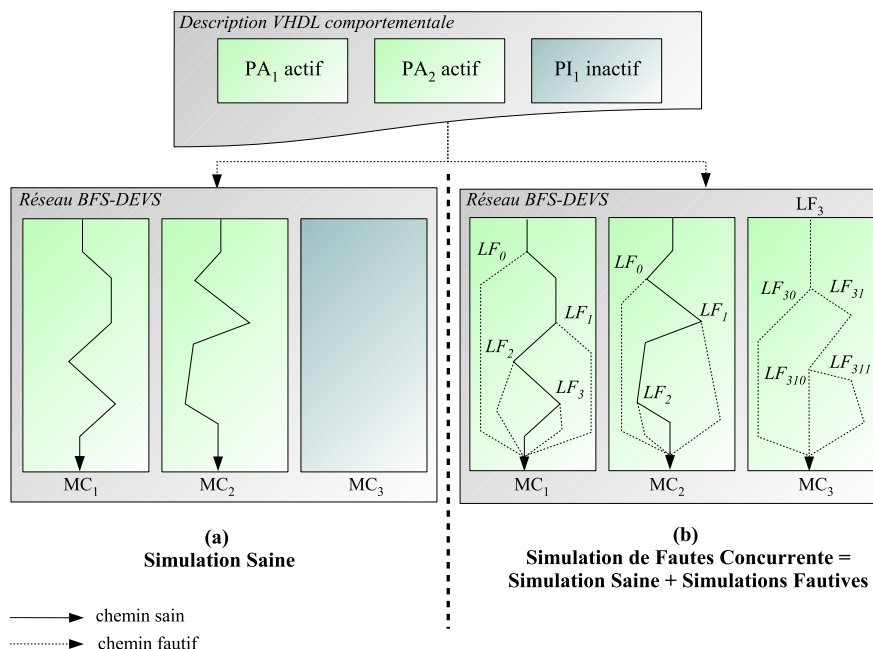 Description VHDL comportementale
PA1 actif
PA2 actif
PI1 inactif
Réseau BFS-DEVS
MC1
MC2
MC3
(a)
Simulation Saine
Réseau BFS-DEVS
LF3
LF0
LF1
LF2
LF3
LF0
LF1
LF2
LF30
LF31
LF310
LF311
MC1
MC2
MC3
(b)
Simulation de Fautes Concurrente =
Simulation Saine + Simulations Fautives
chemin sain
chemin fautif